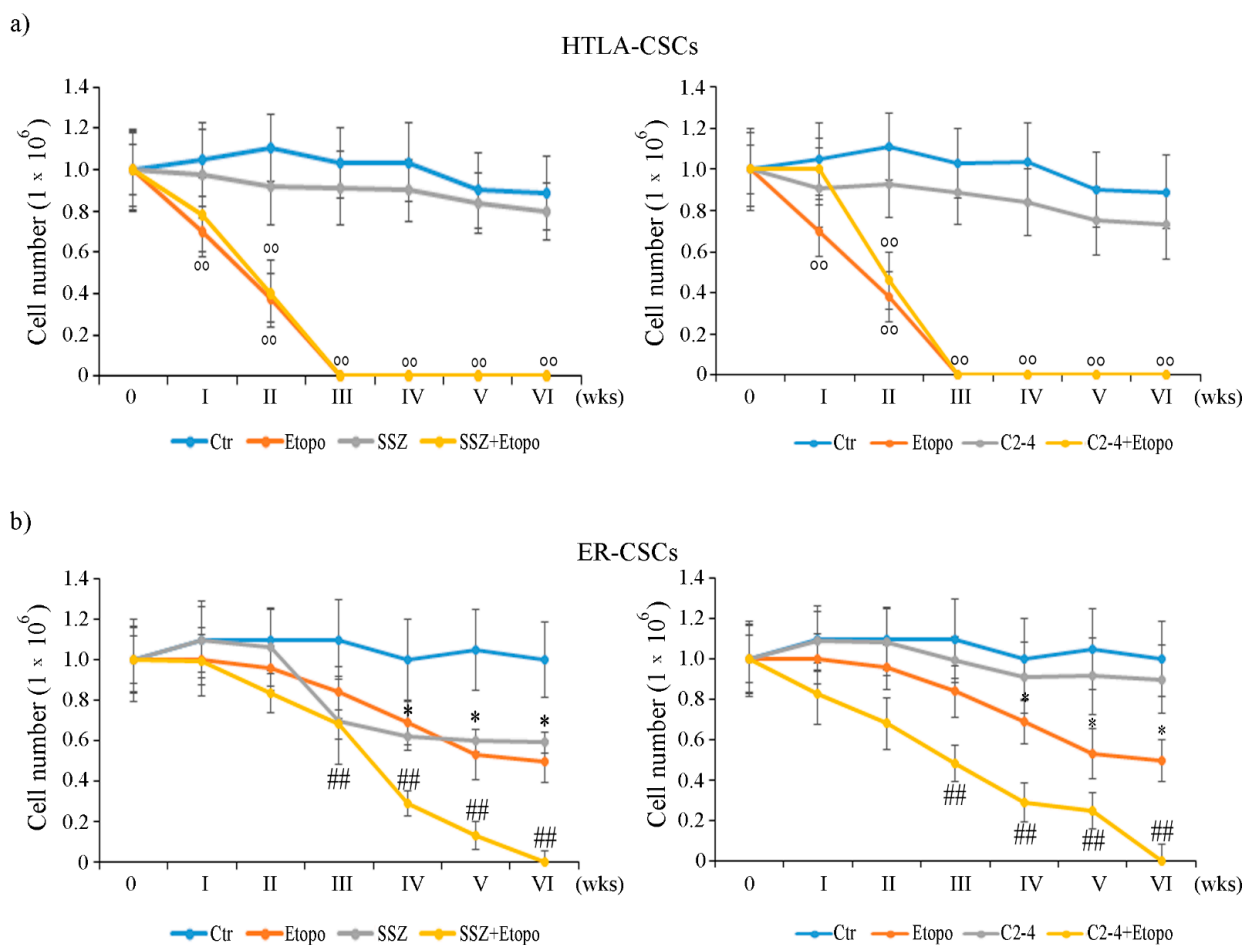 a)
HTLA-CSCs
Cell number (1 x 10⁶)
1.4
1.2
1.0
0.8
0.6
0.4
0.2
0
∞
∞
∞
∞
∞
∞
∞
0 I II III IV V VI (wks)
Ctr Etopo SSZ SSZ+Etopo
Cell number (1 x 10⁶)
1.4
1.2
1.0
0.8
0.6
0.4
0.2
0
∞
∞
∞
∞
∞
∞
∞
0 I II III IV V VI (wks)
Ctr Etopo C2-4 C2-4+Etopo
b)
ER-CSCs
Cell number (1 x 10⁶)
1.4
1.2
1.0
0.8
0.6
0.4
0.2
0
* * *
## ## ## ##
0 I II III IV V VI (wks)
Ctr Etopo SSZ SSZ+Etopo
Cell number (1 x 10⁶)
1.4
1.2
1.0
0.8
0.6
0.4
0.2
0
* * *
## ## ## ##
0 I II III IV V VI (wks)
Ctr Etopo C2-4 C2-4+Etopo